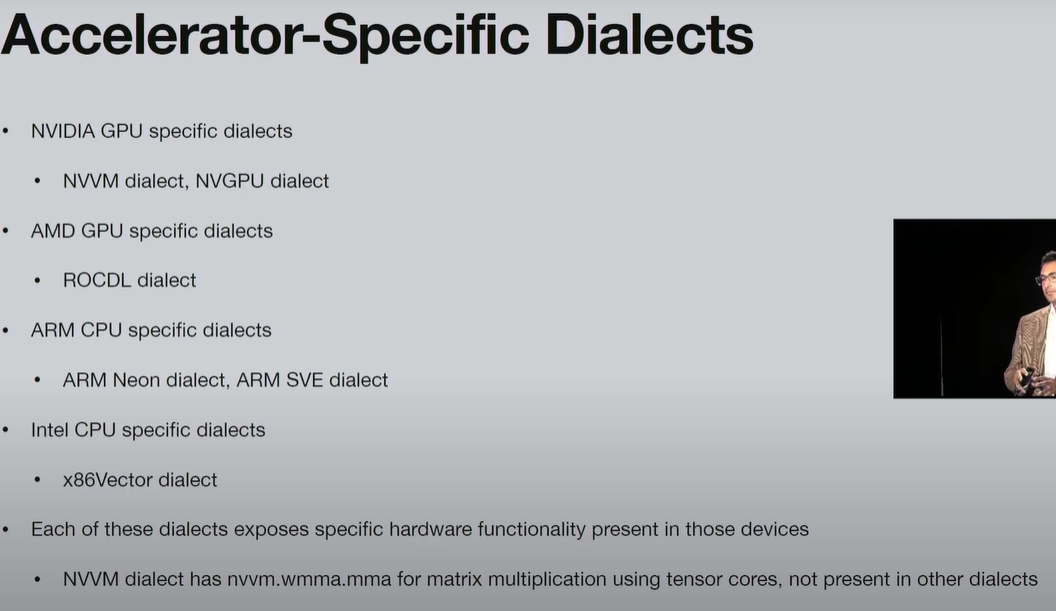 Accelerator-Specific Dialects
• NVIDIA GPU specific dialects
• NVVM dialect, NVGPU dialect
• AMD GPU specific dialects
• ROCDL dialect
• ARM CPU specific dialects
• ARM Neon dialect, ARM SVE dialect
• Intel CPU specific dialects
• x86Vector dialect
• Each of these dialects exposes specific hardware functionality present in those devices
• NVVM dialect has nvvm.wmma.mma for matrix multiplication using tensor cores, not present in other dialects